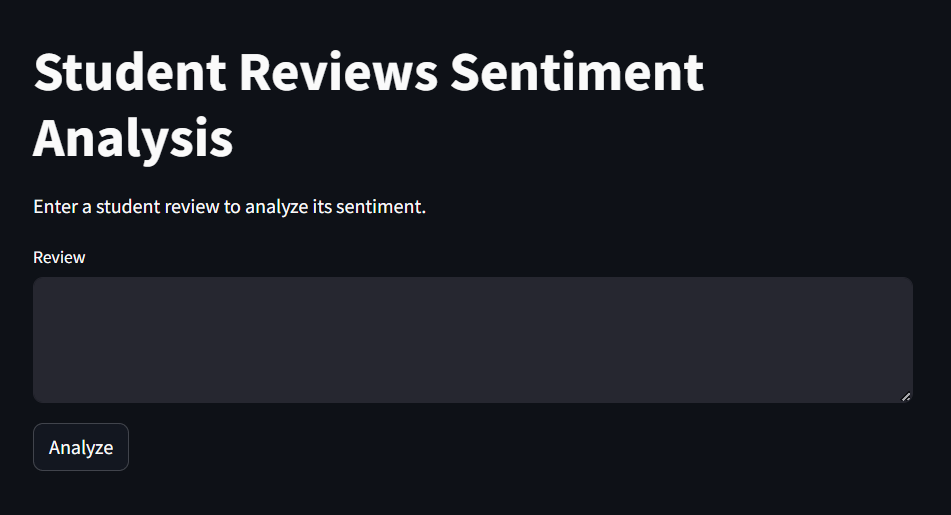 Student Reviews Sentiment
Analysis
Enter a student review to analyze its sentiment.
Review
Analyze